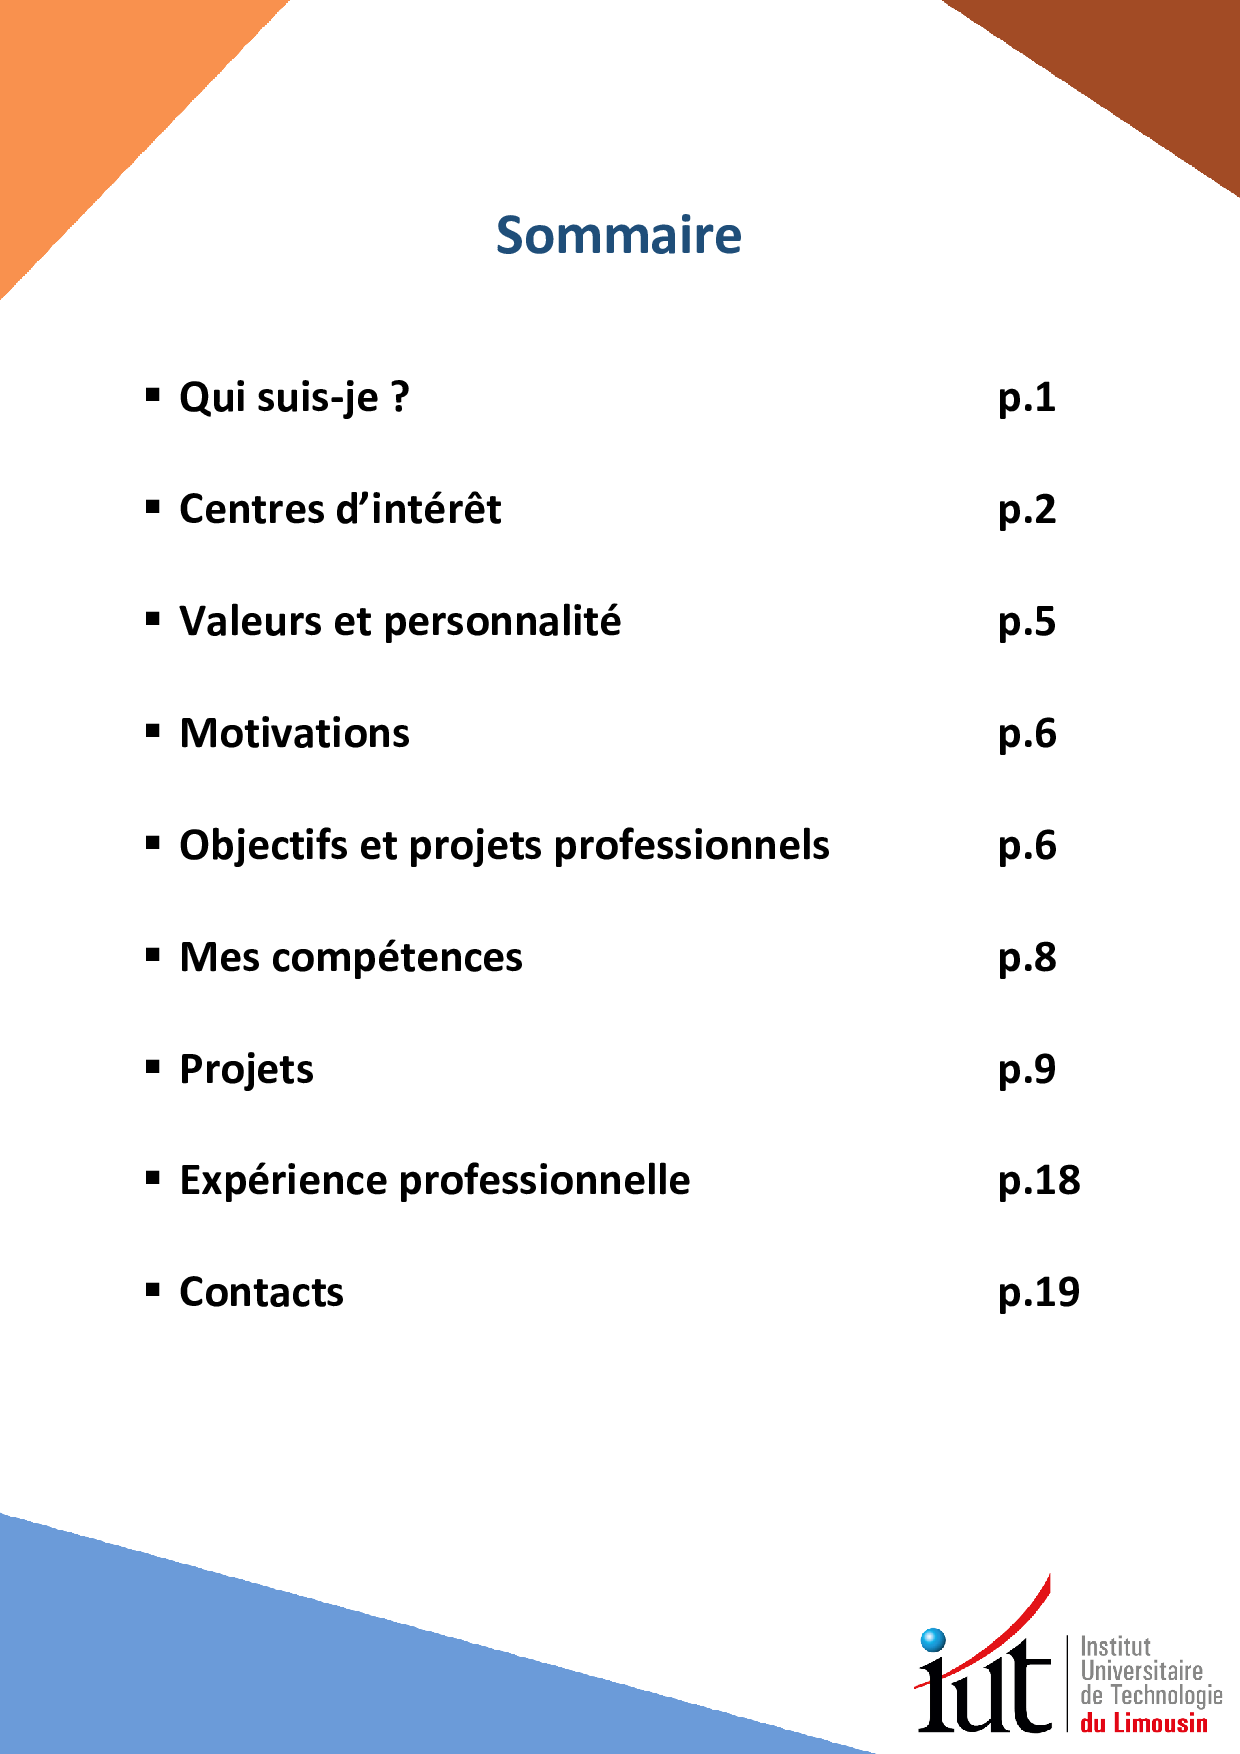 Sommaire
▪ Qui suis-je ? p.1
▪ Centres d’intérêt p.2
▪ Valeurs et personnalité p.5
▪ Motivations p.6
▪ Objectifs et projets professionnels p.6
▪ Mes compétences p.8
▪ Projets p.9
▪ Expérience professionnelle p.18
▪ Contacts p.19
iut
Institut
Universitaire
de Technologie
du Limousin